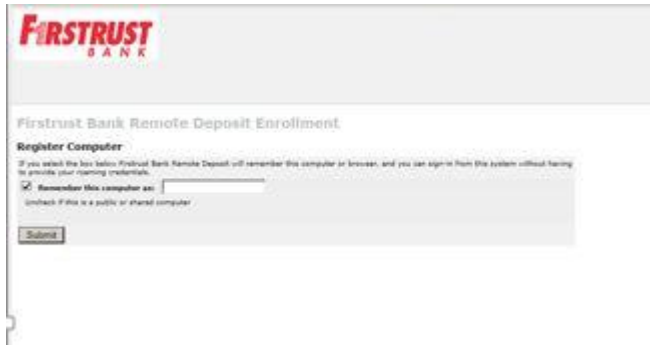 FIRSTRUST
BANK
Firstrust Bank Remote Deposit Enrollment
Register Computer
If you select the box below Firstrust Bank Remote Deposit will remember this computer or browser, and you can sign-in from this system without having
to provide your roaming credentials.
Remember this computer as:
Uncheck if this is a public or shared computer
Submit